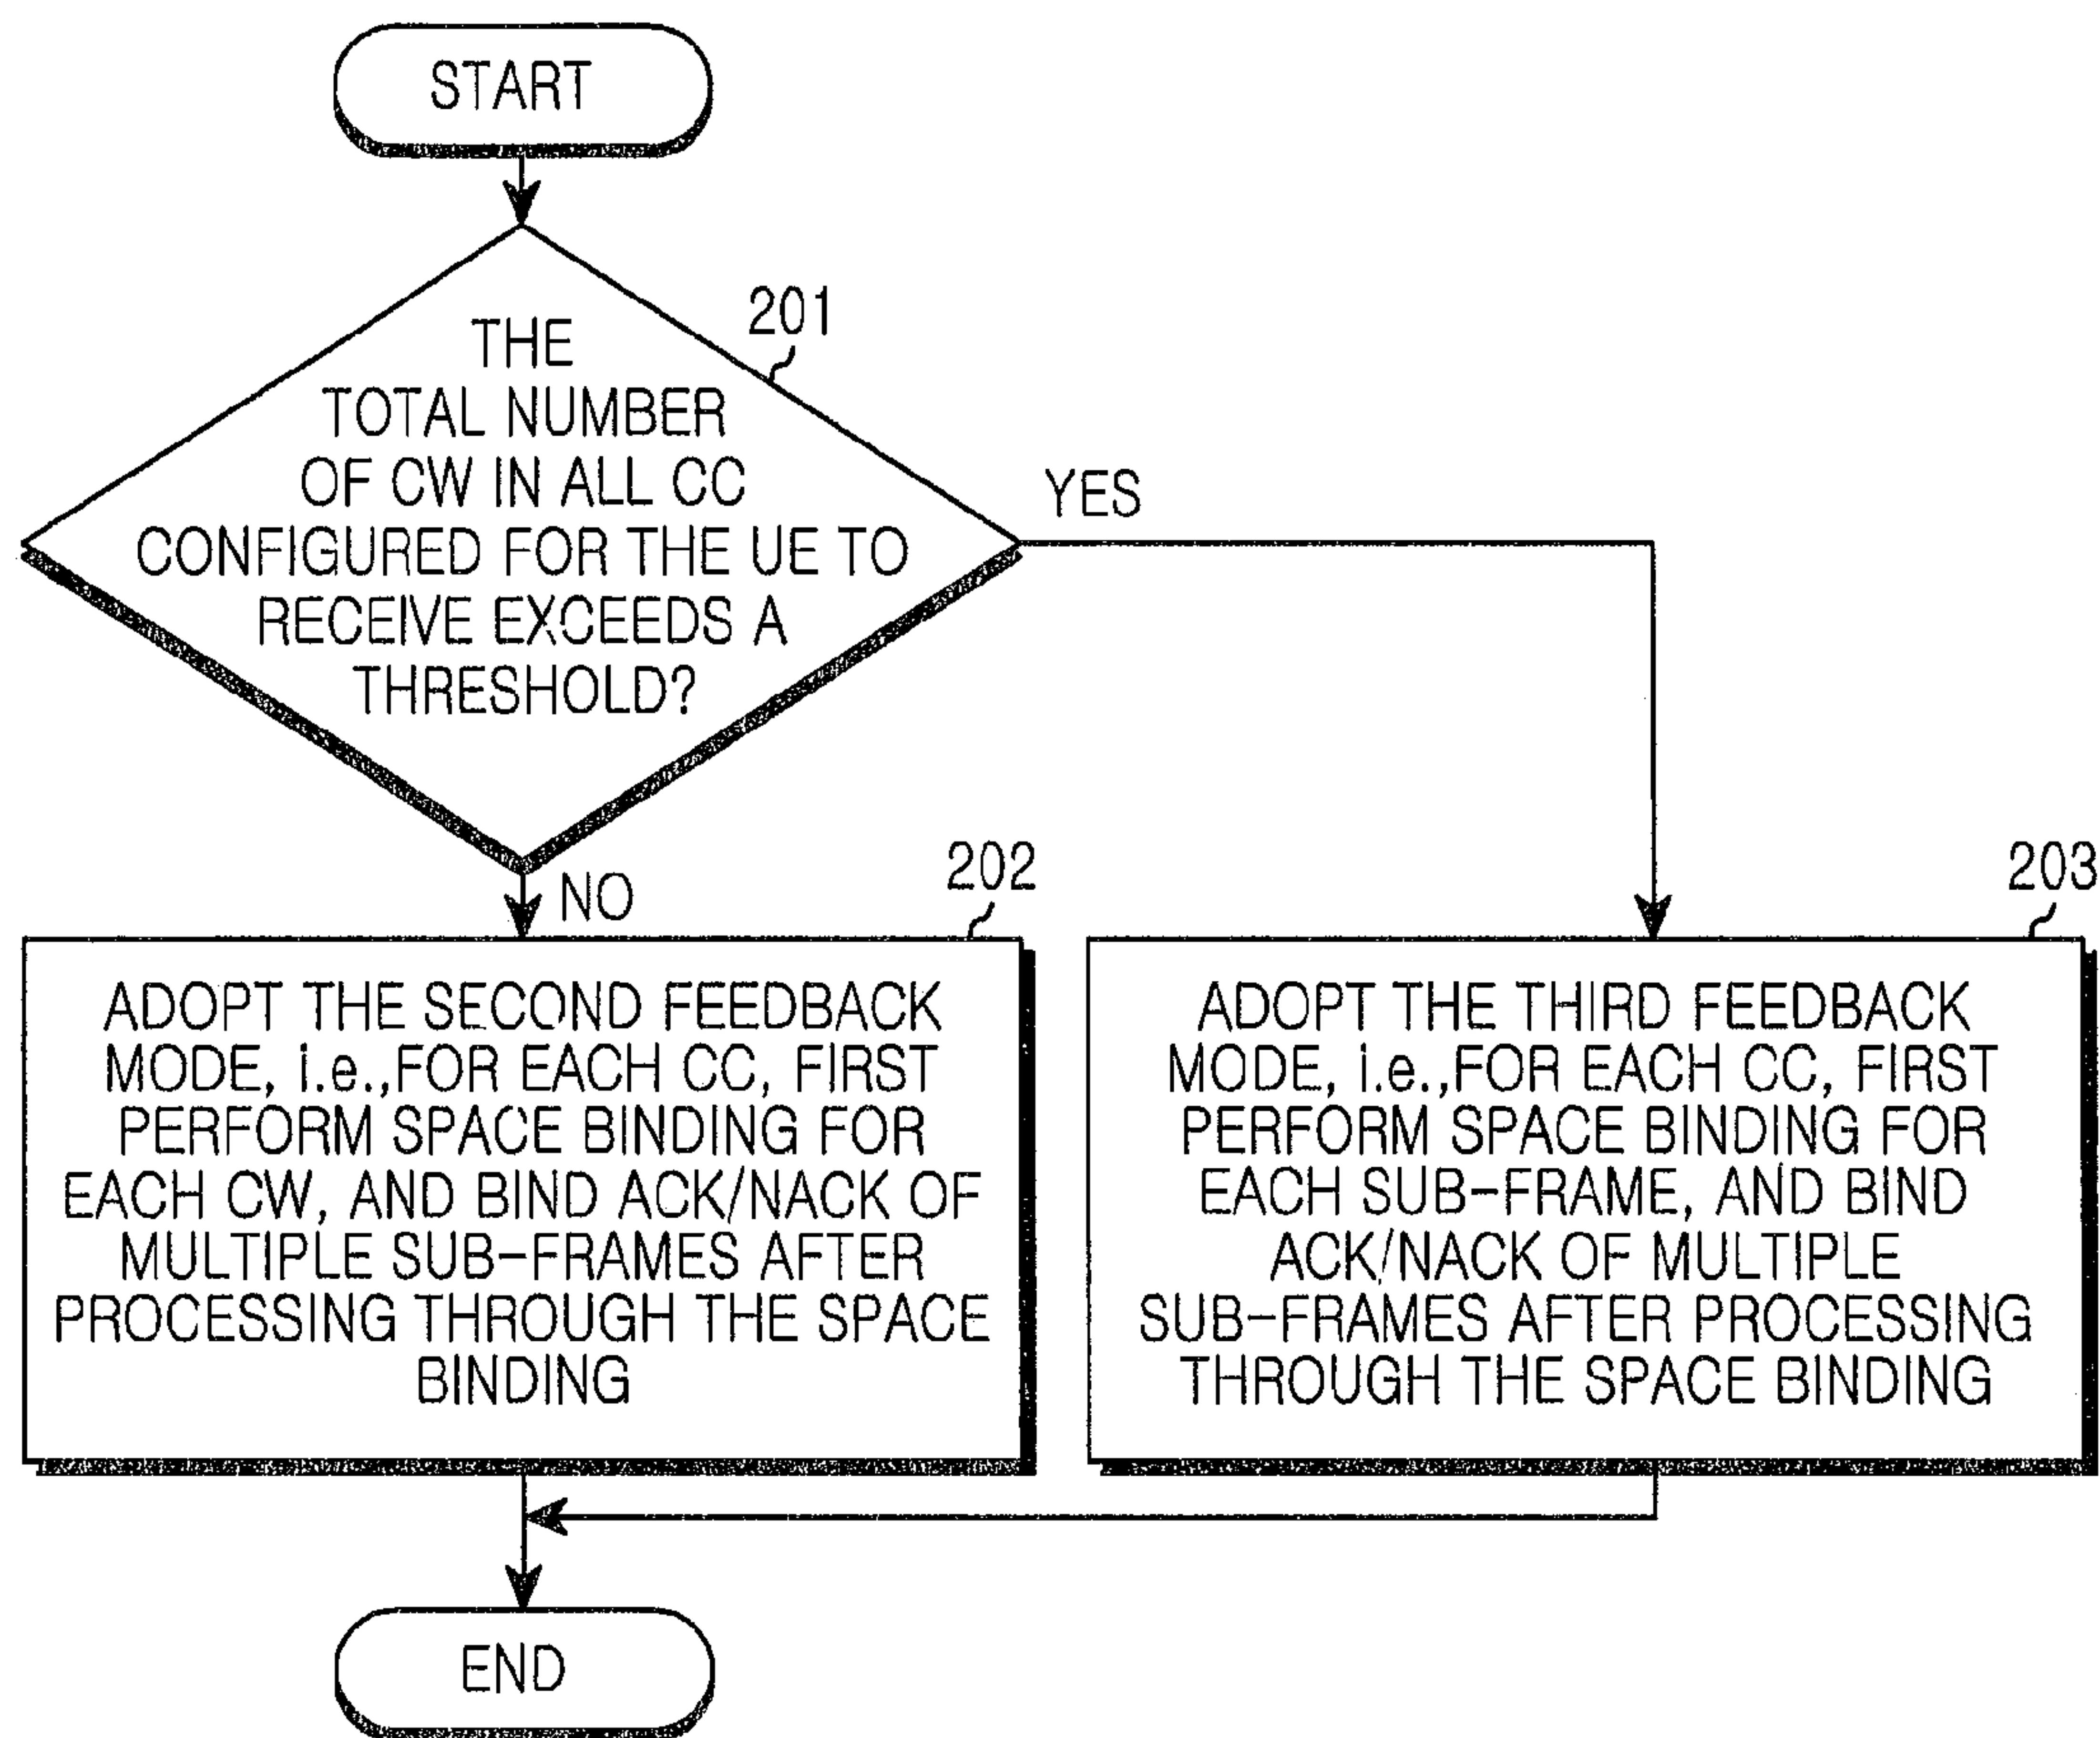 START
201
THE
TOTAL NUMBER
OF CW IN ALL CC
CONFIGURED FOR THE UE TO
RECEIVE EXCEEDS A
THRESHOLD?
YES
NO
202
ADOPT THE SECOND FEEDBACK
MODE, i.e.,FOR EACH CC, FIRST
PERFORM SPACE BINDING FOR
EACH CW, AND BIND ACK/NACK OF
MULTIPLE SUB-FRAMES AFTER
PROCESSING THROUGH THE SPACE
BINDING
203
ADOPT THE THIRD FEEDBACK
MODE, i.e.,FOR EACH CC, FIRST
PERFORM SPACE BINDING FOR
EACH SUB-FRAME, AND BIND
ACK/NACK OF MULTIPLE
SUB-FRAMES AFTER PROCESSING
THROUGH THE SPACE BINDING
END